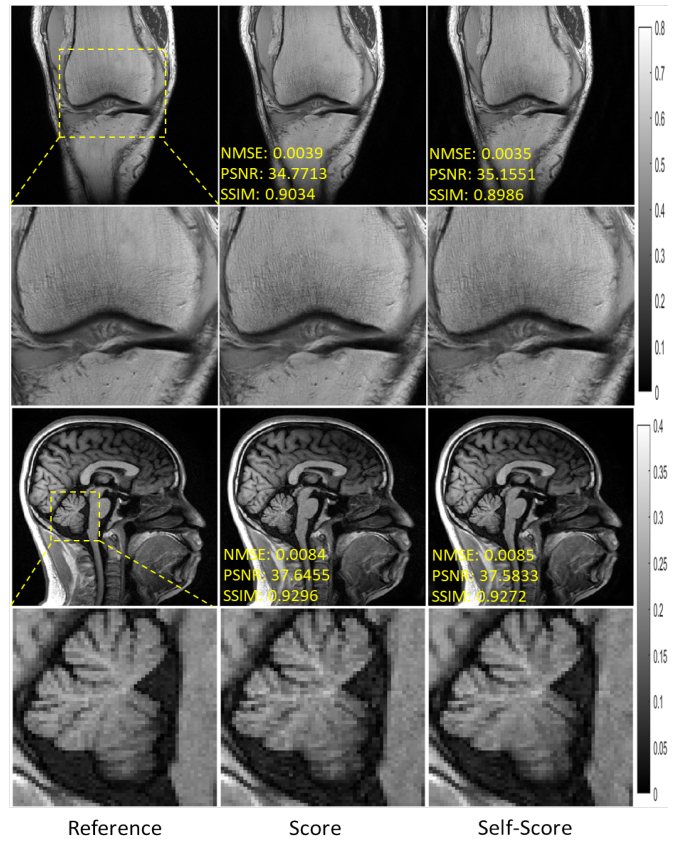 0.8
0.7
0.6
0.5
0.4
0.3
0.2
0.1
0
NMSE: 0.0039
PSNR: 34.7713
SSIM: 0.9034
NMSE: 0.0035
PSNR: 35.1551
SSIM: 0.8986
0.4
0.35
0.3
0.25
0.2
0.15
0.1
0.05
0
NMSE: 0.0084
PSNR: 37.6455
SSIM: 0.9296
NMSE: 0.0085
PSNR: 37.5833
SSIM: 0.9272
Reference
Score
Self-Score